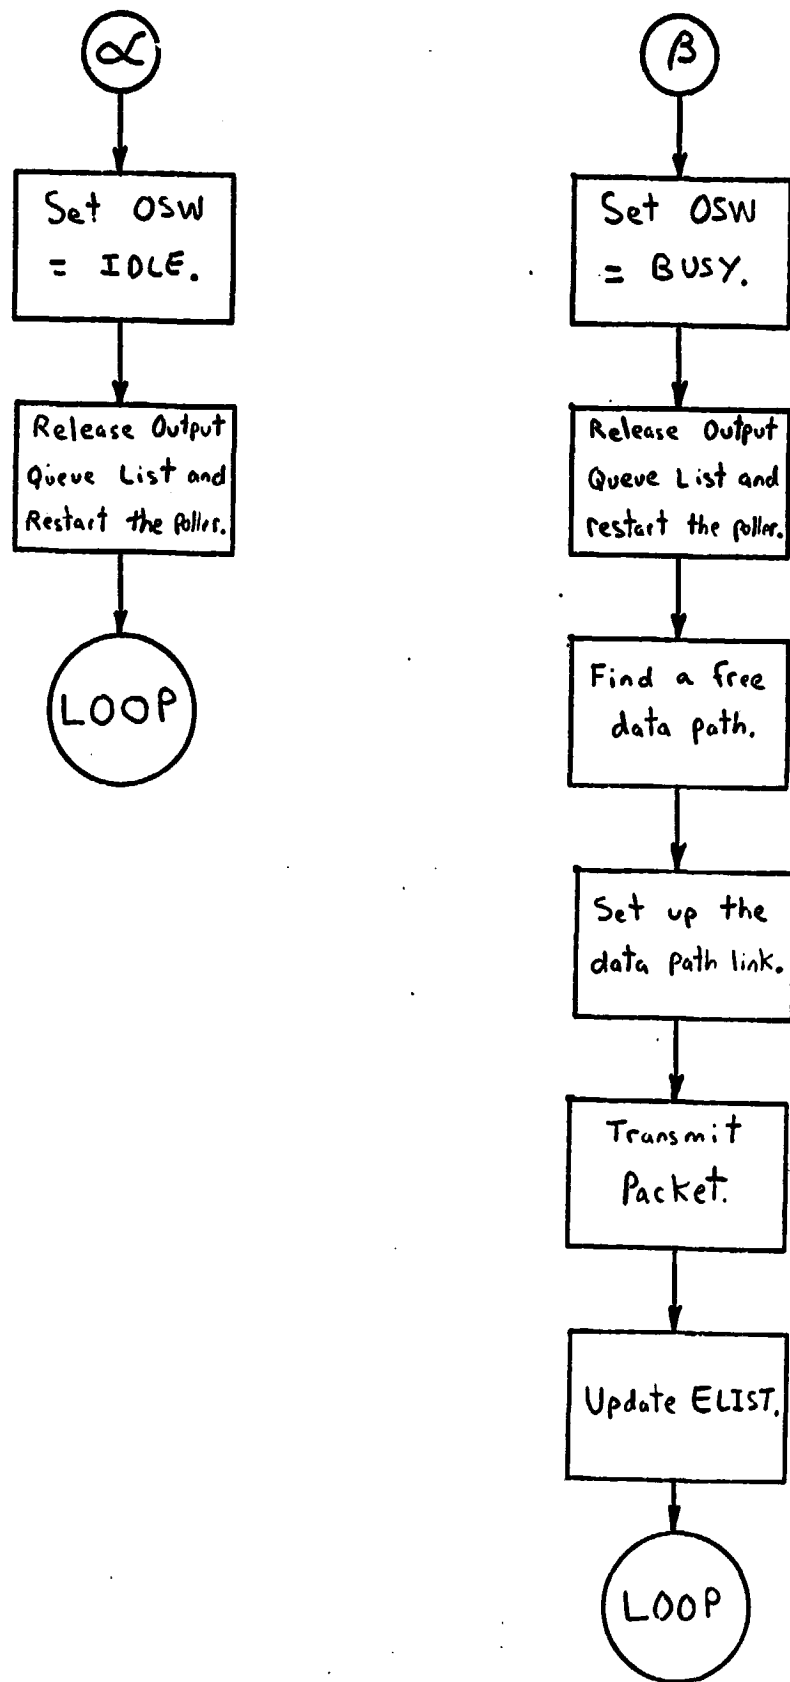 α
Set OSW
= IDLE.
Release Output
Queue List and
Restart the poller.
LOOP
β
Set OSW
= BUSY.
Release Output
Queue List and
restart the poller.
Find a free
data path.
Set up the
data path link.
Transmit
Packet.
Update ELIST.
LOOP